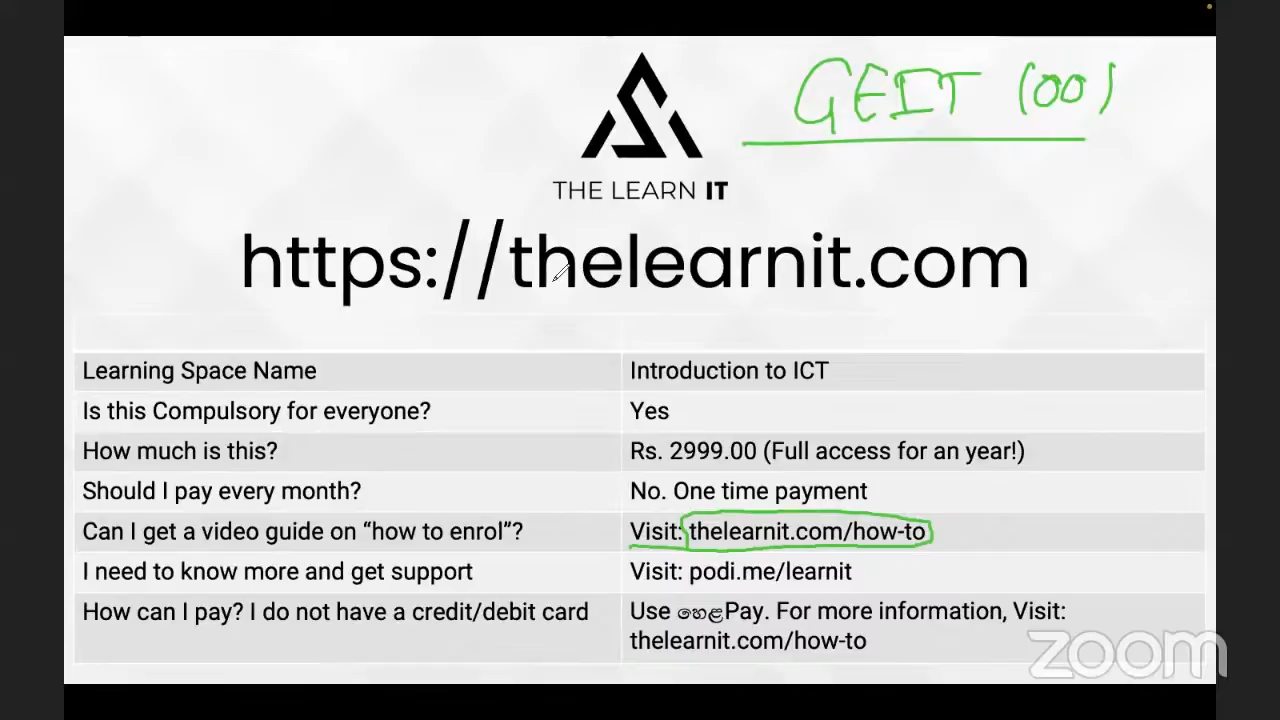 GEIT (00)
THE LEARN IT
https://thelearnit.com
Learning Space Name Introduction to ICT
Is this Compulsory for everyone? Yes
How much is this? Rs. 2999.00 (Full access for an year!)
Should I pay every month? No. One time payment
Can I get a video guide on “how to enrol”? Visit: thelearnit.com/how-to
I need to know more and get support Visit: podi.me/learnit
How can I pay? I do not have a credit/debit card Use හෙළPay. For more information, Visit:
thelearnit.com/how-to
zoom